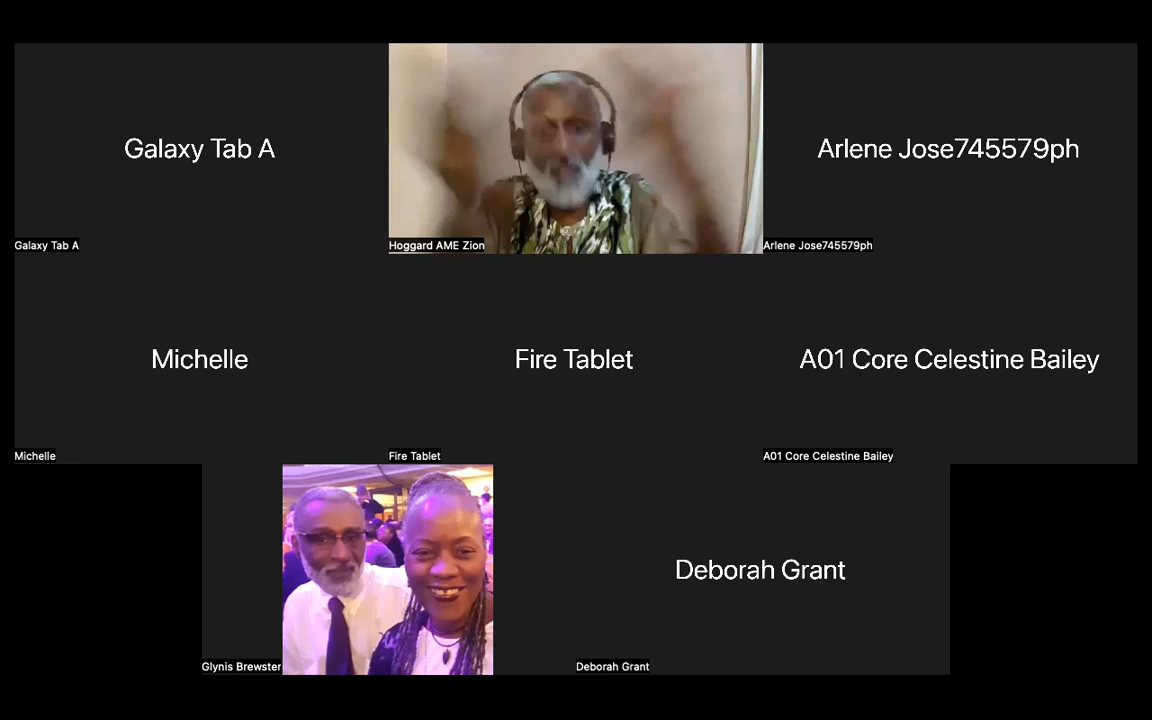 Galaxy Tab A
Arlene Jose745579ph
Galaxy Tab A
Hoggard AME Zion
Arlene Jose745579ph
Michelle
Fire Tablet
A01 Core Celestine Bailey
Michelle
Fire Tablet
A01 Core Celestine Bailey
Deborah Grant
Glynis Brewster
Deborah Grant